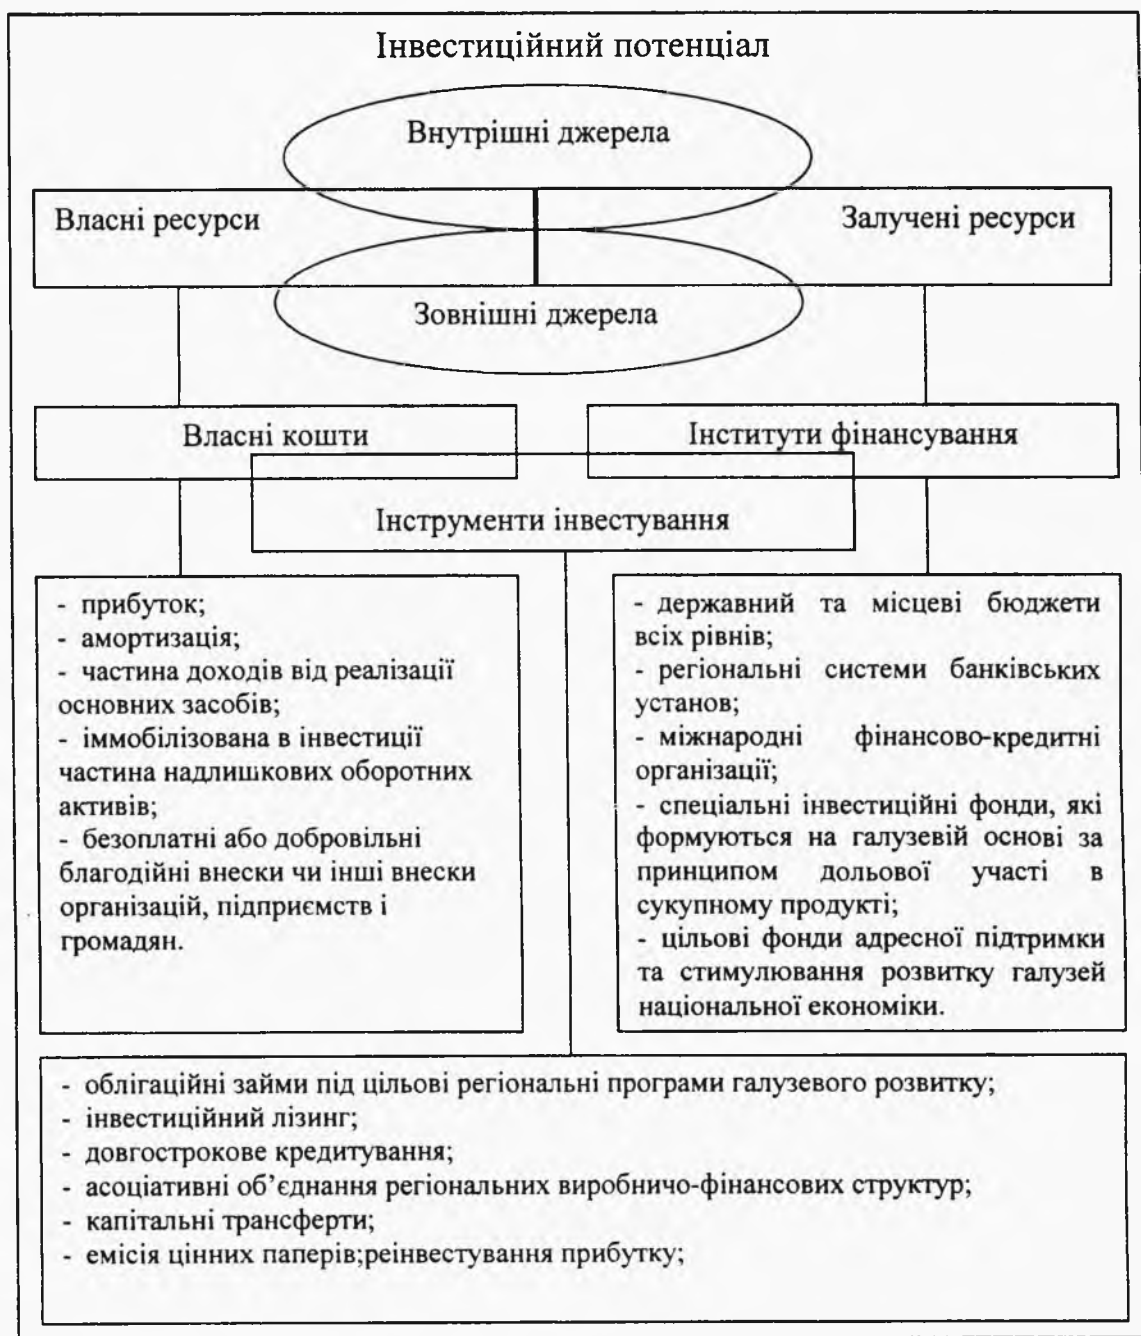 Інвестиційний потенціал
Внутрішні джерела
Власні ресурси
Залучені ресурси
Зовнішні джерела
Власні кошти
Інститути фінансування
Інструменти інвестування
- прибуток;
- амортизація;
- частина доходів від реалізації
основних засобів;
- іммобілізована в інвестиції
частина надлишкових оборотних
активів;
- безоплатні або добровільні
благодійні внески чи інші внески
організацій, підприємств і
громадян.
- державний та місцеві бюджети
всіх рівнів;
- регіональні системи банківських
установ;
- міжнародні фінансово-кредитні
організації;
- спеціальні інвестиційні фонди, які
формуються на галузевій основі за
принципом дольової участі в
сукупному продукті;
- цільові фонди адресної підтримки
та стимулювання розвитку галузей
національної економіки.
- облігаційні займи під цільові регіональні програми галузевого розвитку;
- інвестиційний лізинг;
- довгострокове кредитування;
- асоціативні об’єднання регіональних виробничо-фінансових структур;
- капітальні трансферти;
- емісія цінних паперів;реінвестування прибутку;